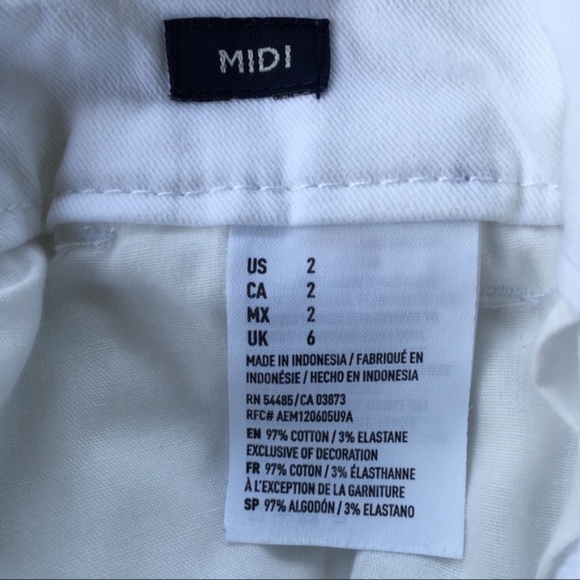 MIDI
US 2
CA 2
MX 2
UK 6
MADE IN INDONESIA / FABRIQUÉ EN
INDONÉSIE / HECHO EN INDONESIA
RN 54485/CA 03873
RFC# AEM120605U9A
EN 97% COTTON / 3% ELASTANE
EXCLUSIVE OF DECORATION
FR 97% COTON / 3% ÉLASTHANNE
À L'EXCEPTION DE LA GARNITURE
SP 97% ALGODÓN / 3% ELASTANO